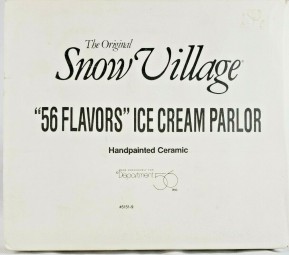 The Original
Snow Village
"56 FLAVORS" ICE CREAM PARLOR
Handpainted Ceramic
Department 56